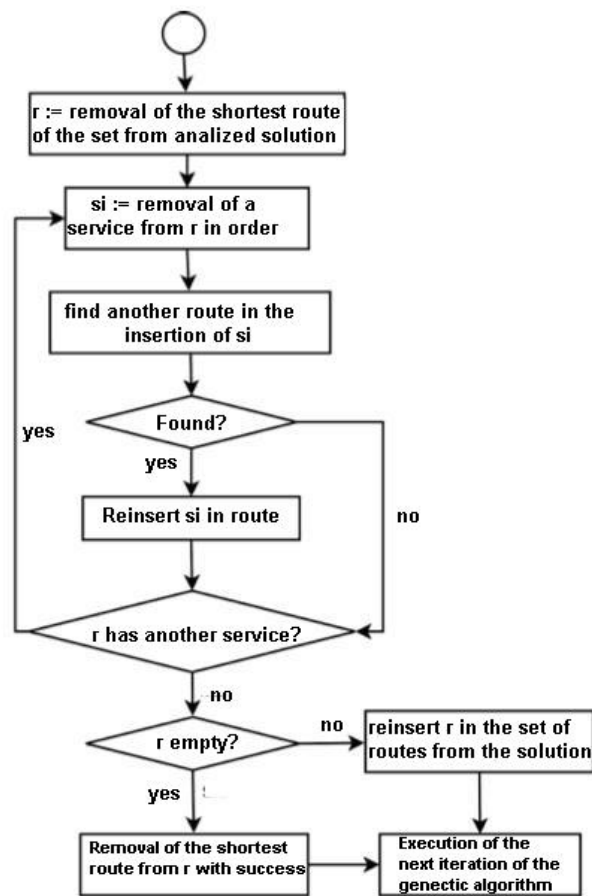 r := removal of the shortest route
of the set from analized solution
si := removal of a
service from r in order
find another route in the
insertion of si
Found?
yes
yes
no
Reinsert si in route
r has another service?
no
r empty?
no
reinsert r in the set of
routes from the solution
yes
Removal of the shortest
route from r with success
Execution of the
next iteration of the
genectic algorithm